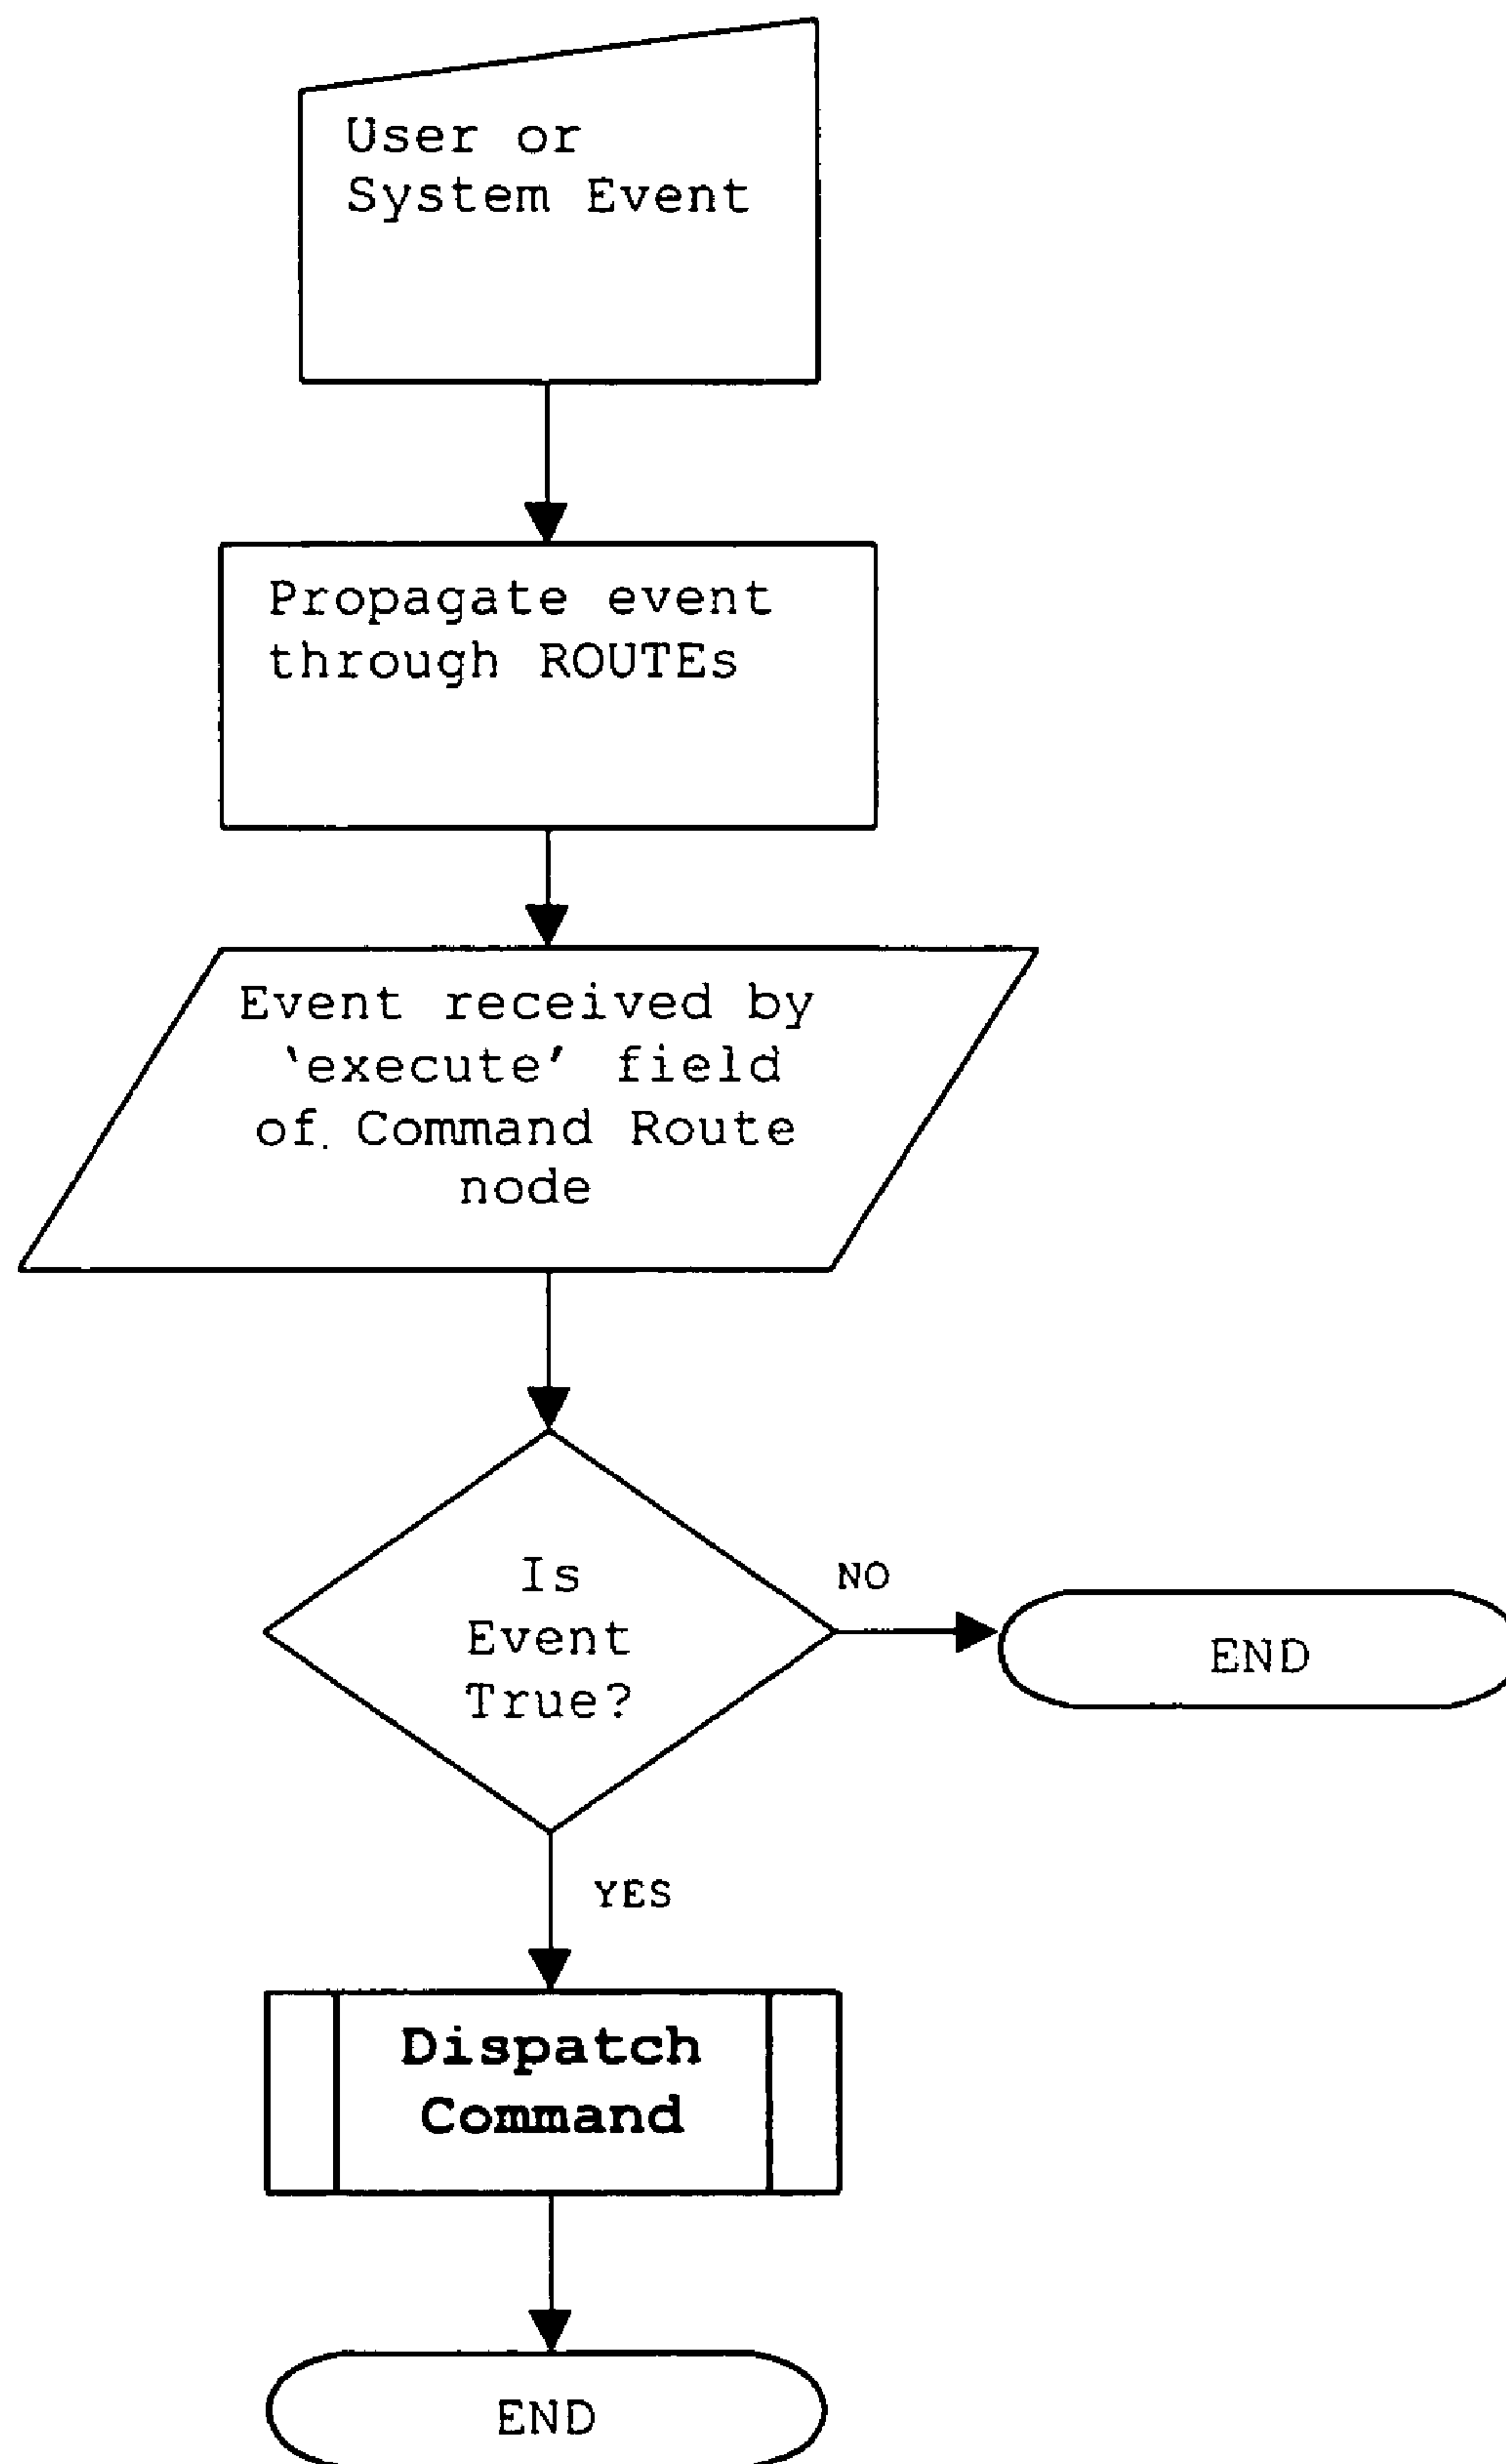 User or
System Event
Propagate event
through ROUTEs
Event received by
‘execute’ field
of Command Route
node
Is
Event
True?
NO
END
YES
Dispatch
Command
END